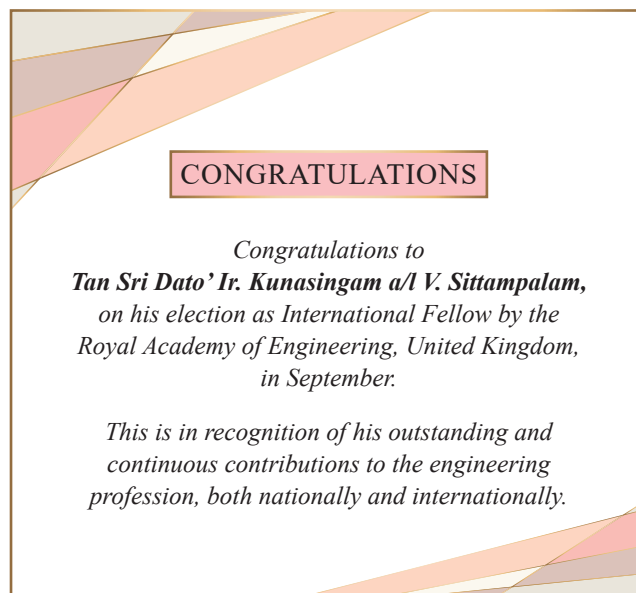 CONGRATULATIONS
Congratulations to
Tan Sri Dato’ Ir. Kunasingam a/l V. Sittampalam,
on his election as International Fellow by the
Royal Academy of Engineering, United Kingdom,
in September.
This is in recognition of his outstanding and
continuous contributions to the engineering
profession, both nationally and internationally.